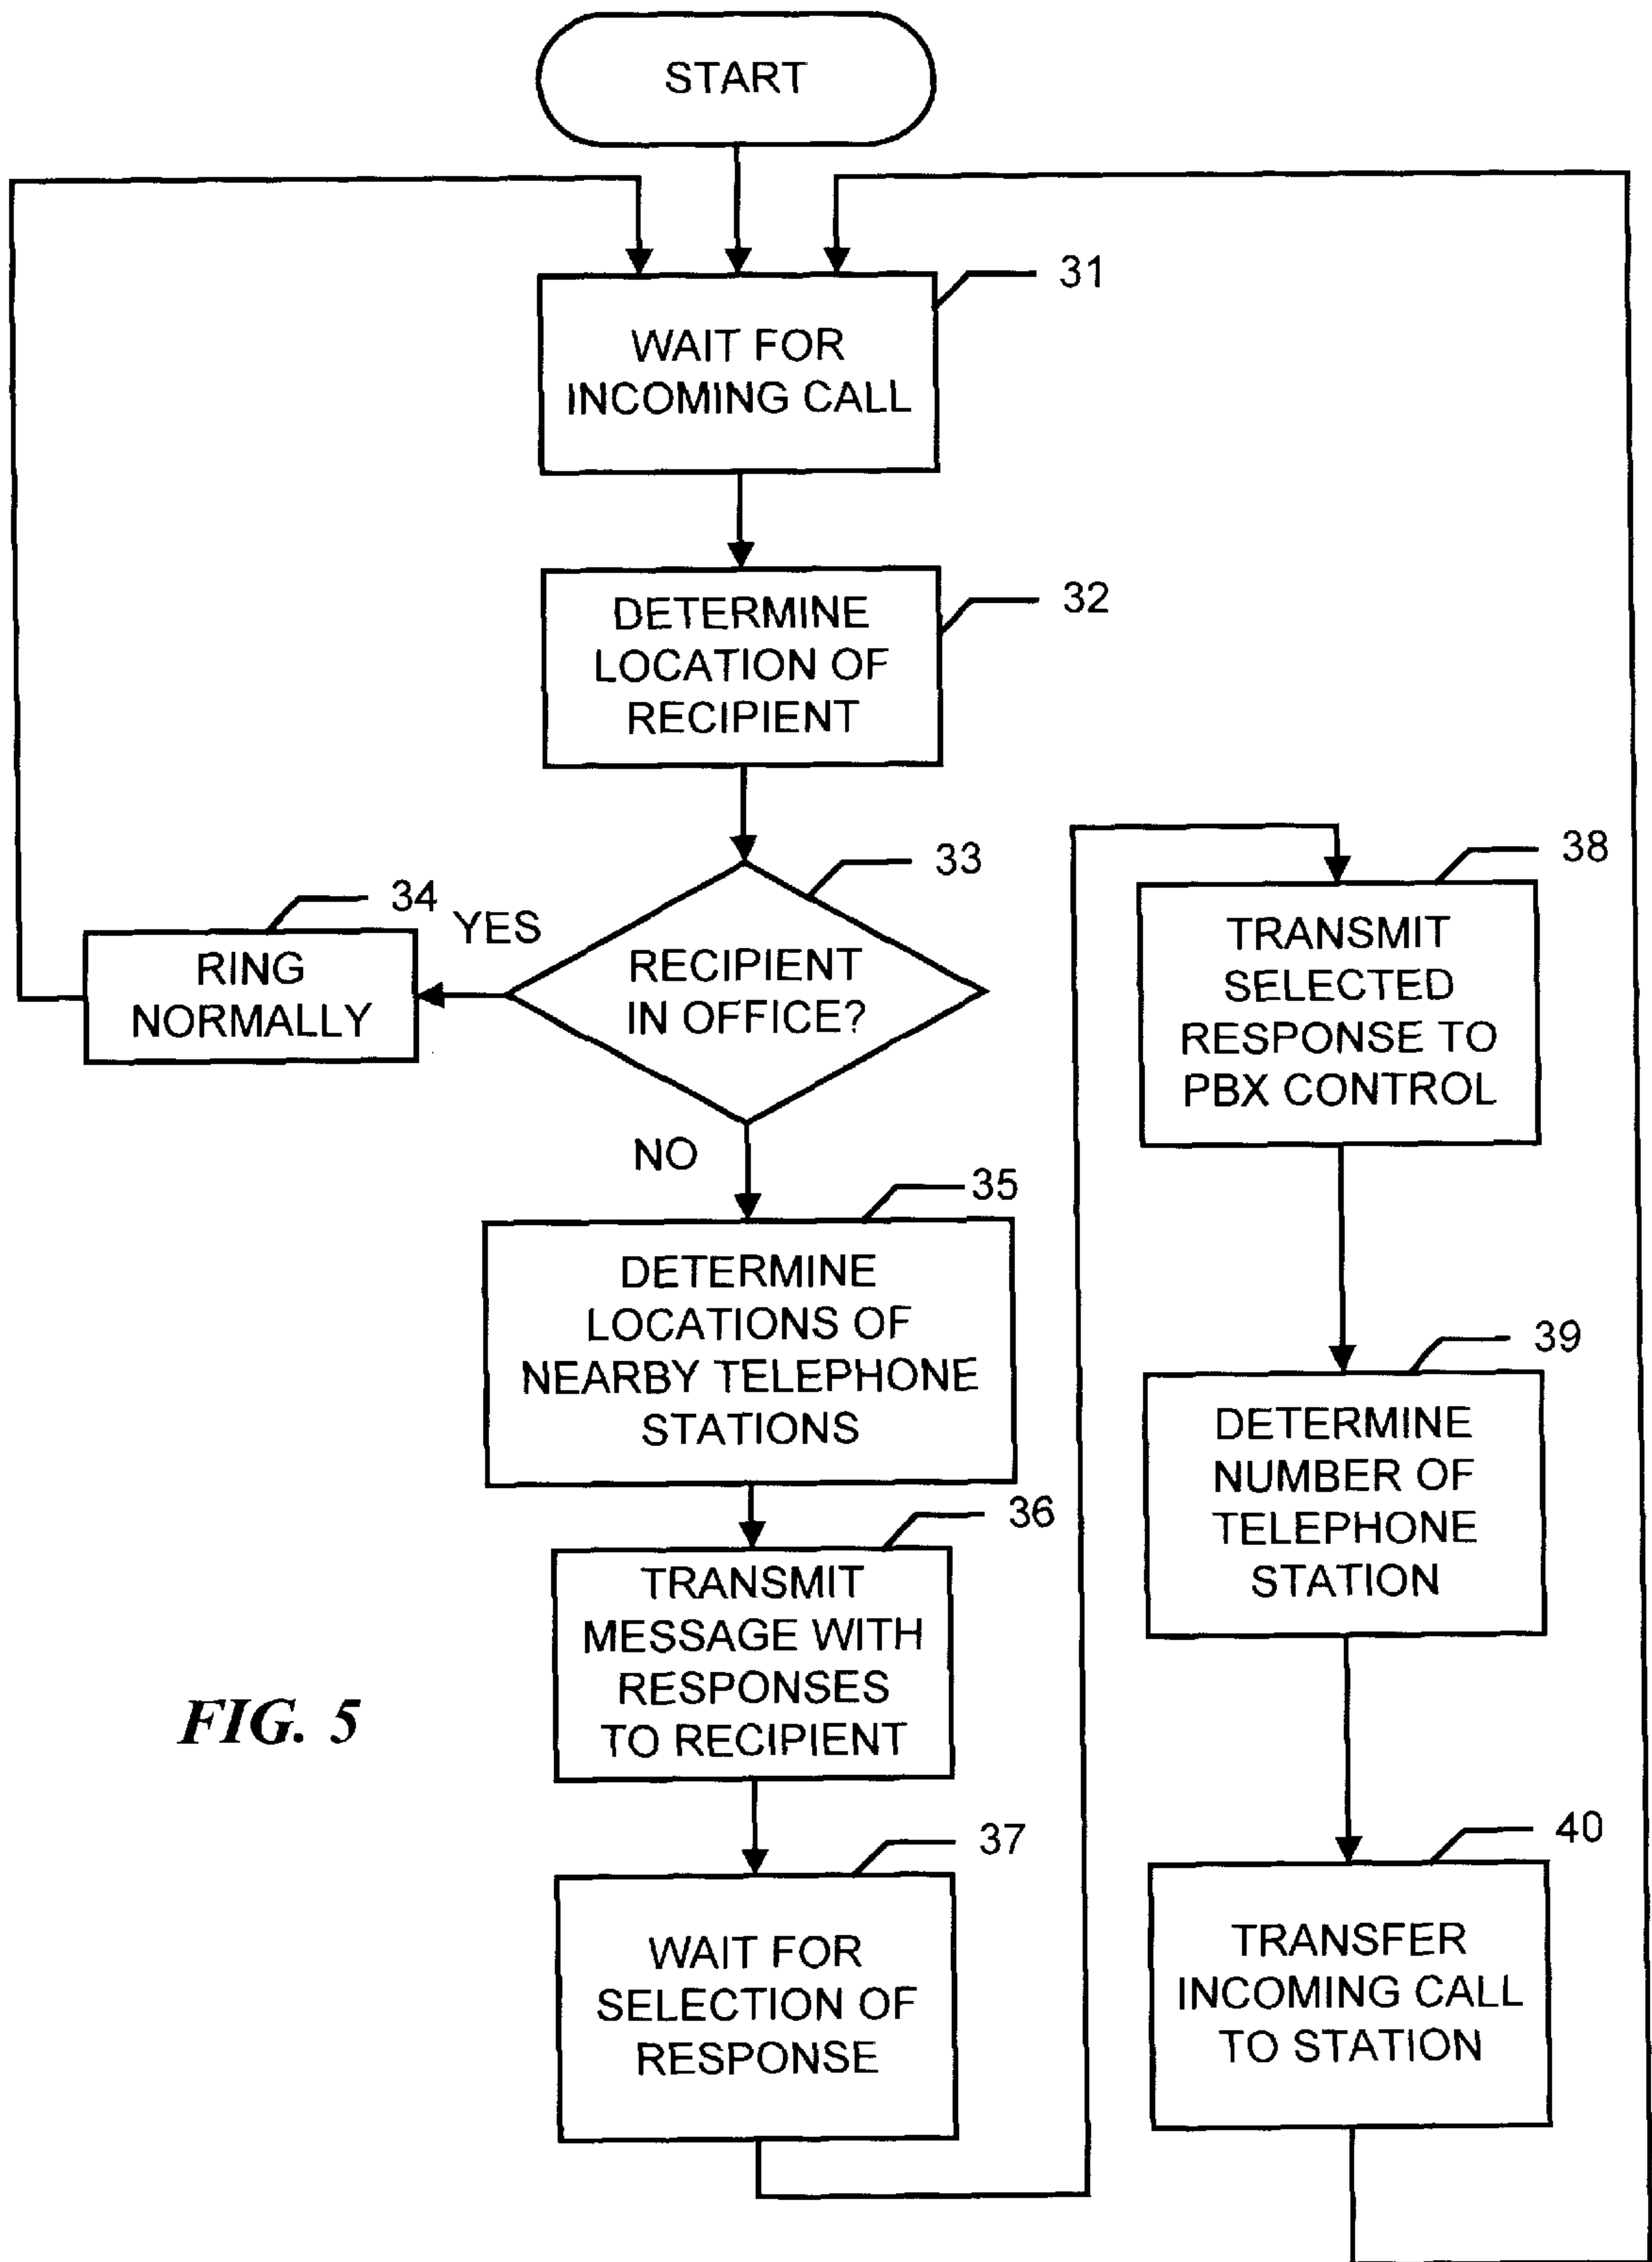 START
31
WAIT FOR
INCOMING CALL
32
DETERMINE
LOCATION OF
RECIPIENT
33
RECIPIENT
IN OFFICE?
YES
34
RING
NORMALLY
NO
35
DETERMINE
LOCATIONS OF
NEARBY TELEPHONE
STATIONS
36
TRANSMIT
MESSAGE WITH
RESPONSES
TO RECIPIENT
37
WAIT FOR
SELECTION OF
RESPONSE
38
TRANSMIT
SELECTED
RESPONSE TO
PBX CONTROL
39
DETERMINE
NUMBER OF
TELEPHONE
STATION
40
TRANSFER
INCOMING CALL
TO STATION
FIG. 5